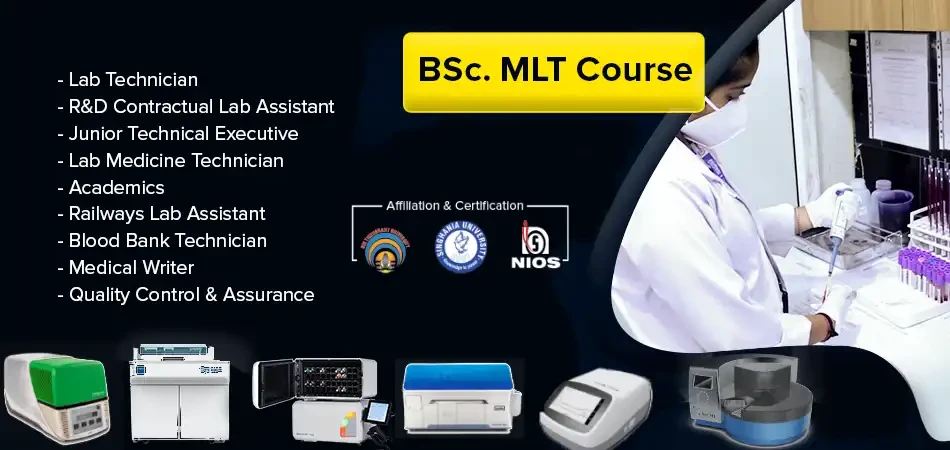 BSc. MLT Course
- Lab Technician
- R&D Contractual Lab Assistant
- Junior Technical Executive
- Lab Medicine Technician
- Academics
- Railways Lab Assistant
- Blood Bank Technician
- Medical Writer
- Quality Control & Assurance
Affiliation & Certification
SINGHANIA UNIVERSITY
NIOS